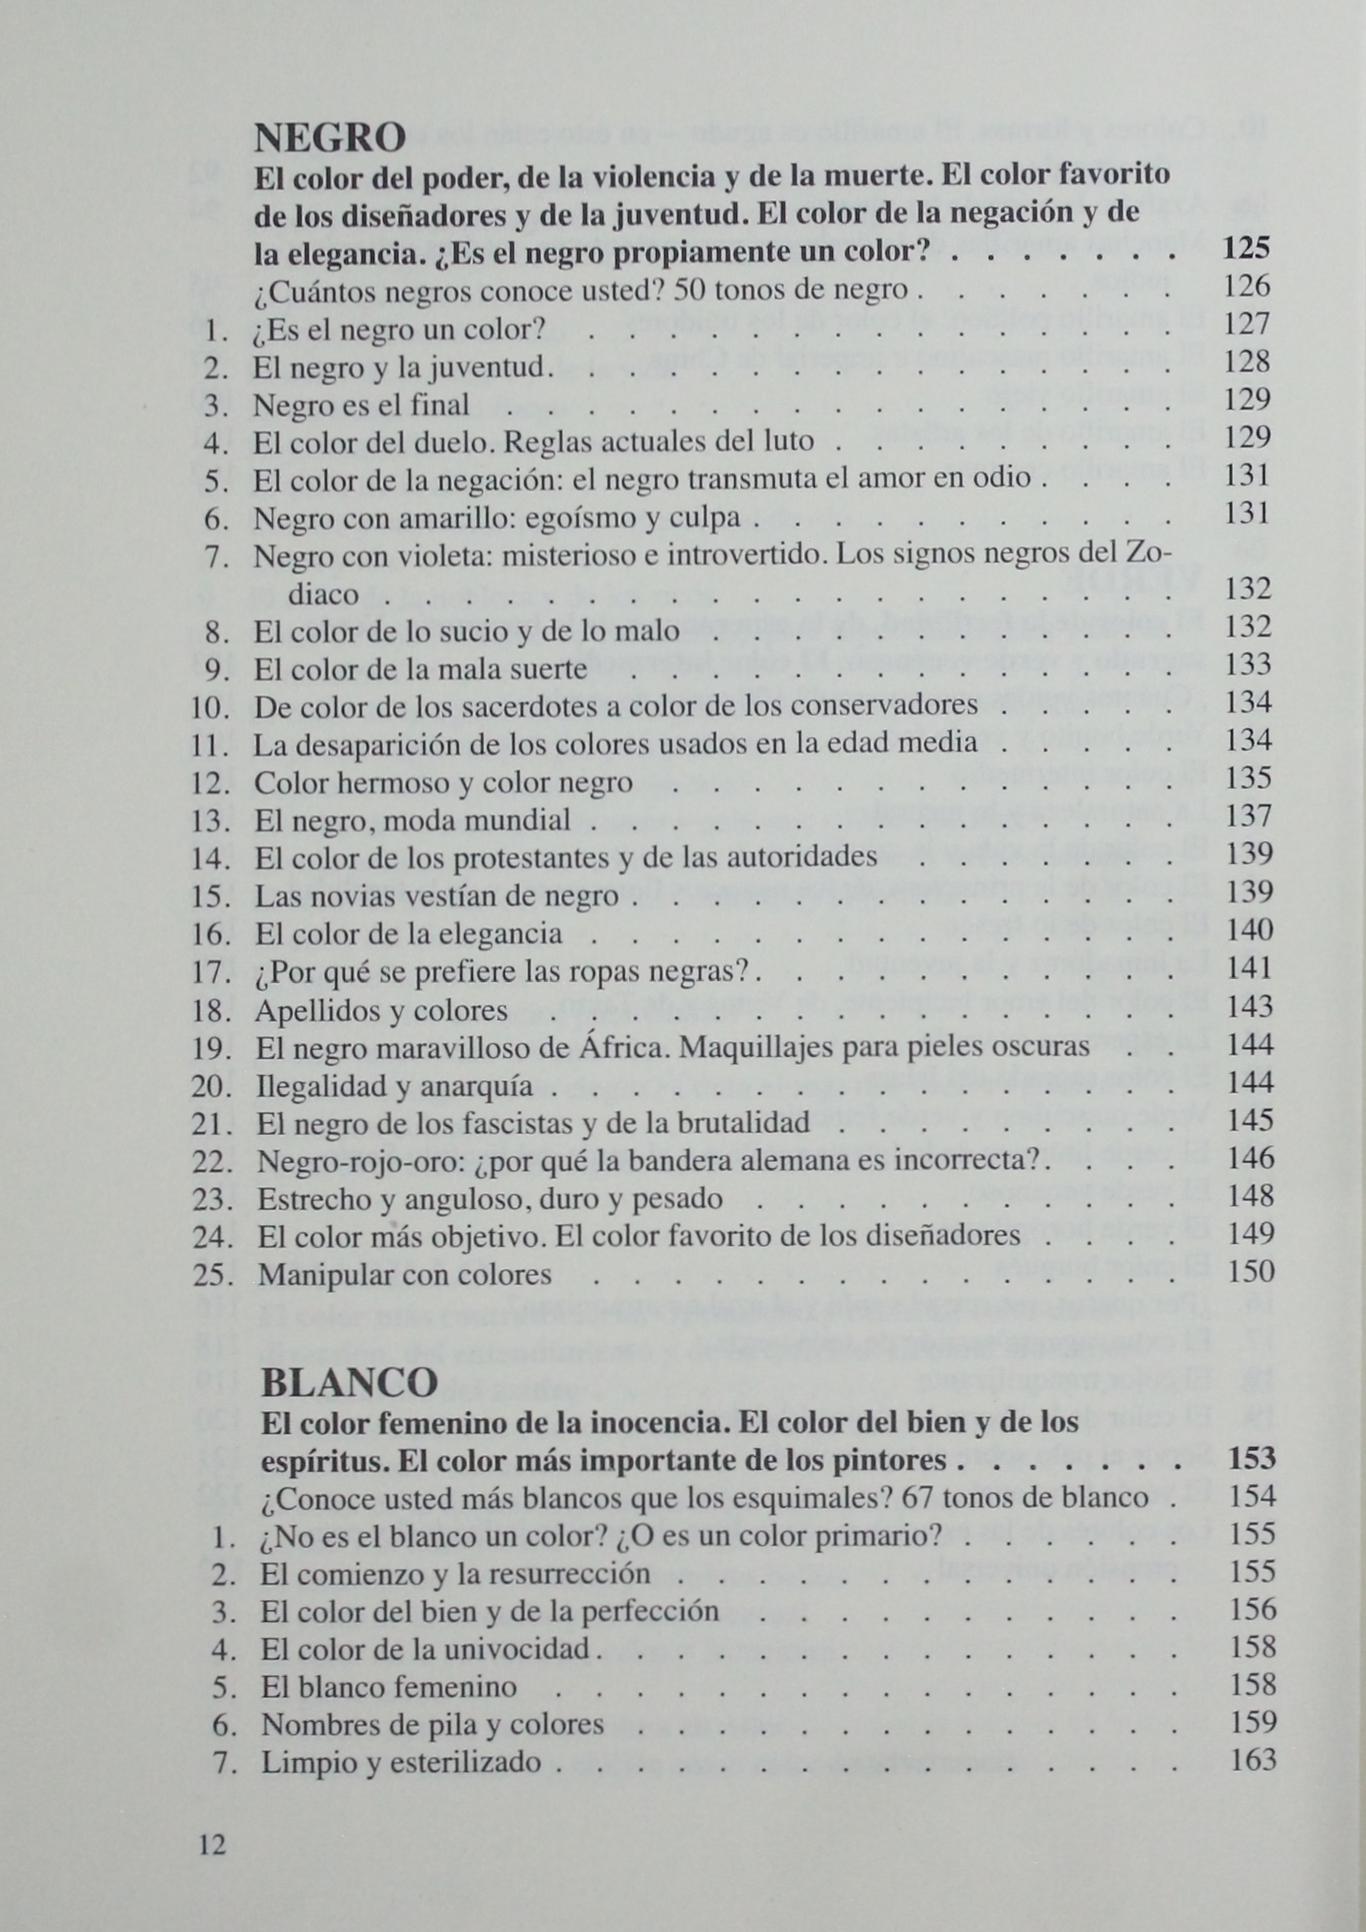 NEGRO
El color del poder, de la violencia y de la muerte. El color favorito
de los diseñadores y de la juventud. El color de la negación y de
la elegancia. ¿Es el negro propiamente un color? . . . . . . . 125
¿Cuántos negros conoce usted? 50 tonos de negro . . . . . . . 126
1. ¿Es el negro un color? . . . . . . . . . . . . . . . 127
2. El negro y la juventud. . . . . . . . . . . . . . . . 128
3. Negro es el final . . . . . . . . . . . . . . . . . 129
4. El color del duelo. Reglas actuales del luto . . . . . . . . . 129
5. El color de la negación: el negro transmuta el amor en odio . . . . 131
6. Negro con amarillo: egoísmo y culpa . . . . . . . . . . . 131
7. Negro con violeta: misterioso e introvertido. Los signos negros del Zo-
diaco . . . . . . . . . . . . . . . . . . . . 132
8. El color de lo sucio y de lo malo . . . . . . . . . . . . 132
9. El color de la mala suerte . . . . . . . . . . . . . . 133
10. De color de los sacerdotes a color de los conservadores . . . . . 134
11. La desaparición de los colores usados en la edad media . . . . . 134
12. Color hermoso y color negro . . . . . . . . . . . . . 135
13. El negro, moda mundial . . . . . . . . . . . . . . . 137
14. El color de los protestantes y de las autoridades . . . . . . . 139
15. Las novias vestían de negro . . . . . . . . . . . . . . 139
16. El color de la elegancia . . . . . . . . . . . . . . . 140
17. ¿Por qué se prefiere las ropas negras? . . . . . . . . . . . 141
18. Apellidos y colores . . . . . . . . . . . . . . . . 143
19. El negro maravilloso de África. Maquillajes para pieles oscuras . . 144
20. Ilegalidad y anarquía . . . . . . . . . . . . . . . . 144
21. El negro de los fascistas y de la brutalidad . . . . . . . . . 145
22. Negro-rojo-oro: ¿por qué la bandera alemana es incorrecta? . . . . 146
23. Estrecho y anguloso, duro y pesado . . . . . . . . . . . 148
24. El color más objetivo. El color favorito de los diseñadores . . . . 149
25. Manipular con colores . . . . . . . . . . . . . . . 150
BLANCO
El color femenino de la inocencia. El color del bien y de los
espíritus. El color más importante de los pintores . . . . . . . 153
¿Conoce usted más blancos que los esquimales? 67 tonos de blanco . 154
1. ¿No es el blanco un color? ¿O es un color primario? . . . . . . 155
2. El comienzo y la resurrección . . . . . . . . . . . . . 155
3. El color del bien y de la perfección . . . . . . . . . . . 156
4. El color de la univocidad . . . . . . . . . . . . . . . 158
5. El blanco femenino . . . . . . . . . . . . . . . . 158
6. Nombres de pila y colores . . . . . . . . . . . . . . 159
7. Limpio y esterilizado . . . . . . . . . . . . . . . . 163
12